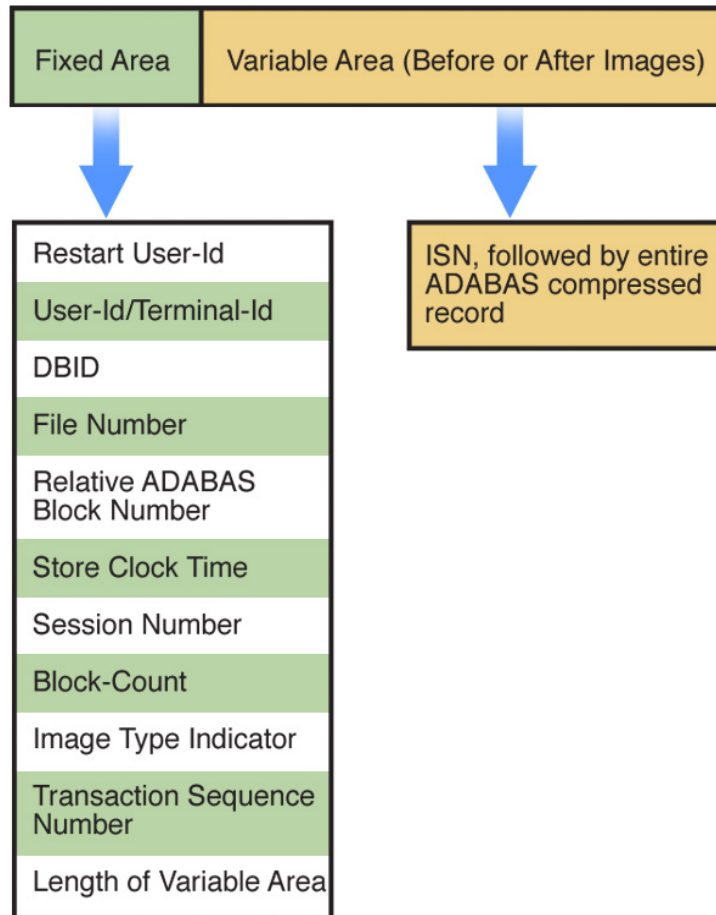 Fixed Area
Variable Area (Before or After Images)
Restart User-Id
User-Id/Terminal-Id
DBID
File Number
Relative ADABAS
Block Number
Store Clock Time
Session Number
Block-Count
Image Type Indicator
Transaction Sequence
Number
Length of Variable Area
ISN, followed by entire
ADABAS compressed
record